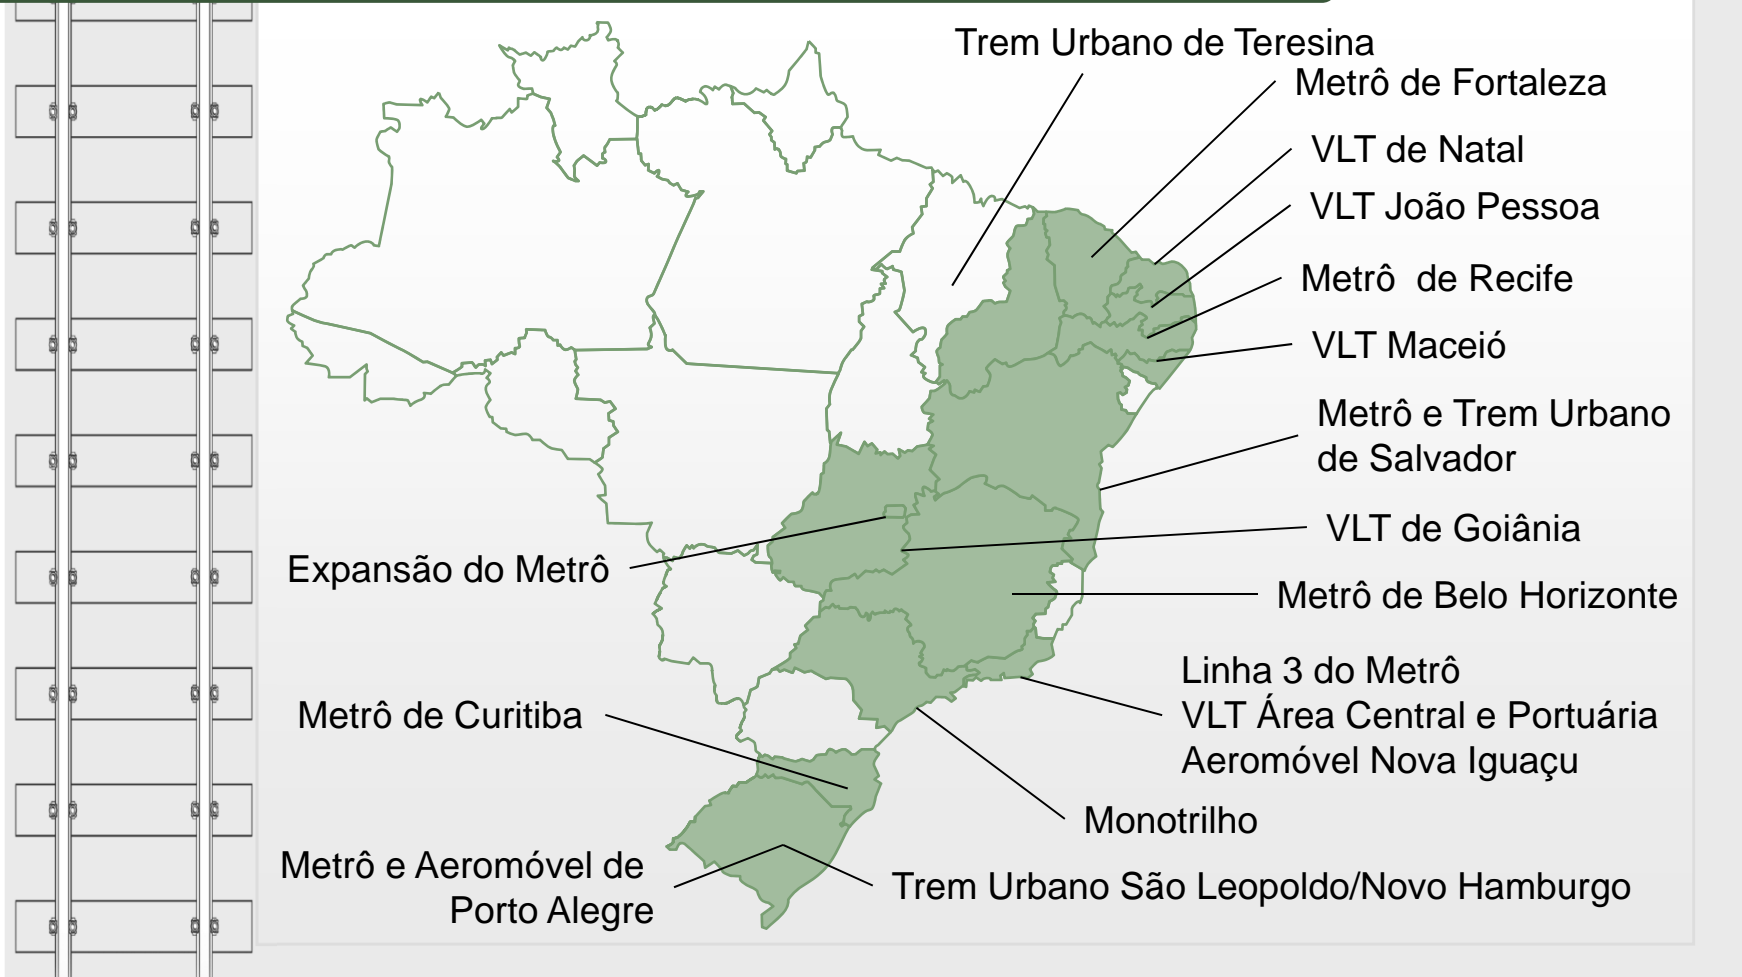 Trem Urbano de Teresina
Metrô de Fortaleza
VLT de Natal
VLT João Pessoa
Metrô  de Recife
VLT Maceió
Metrô e Trem Urbano
de Salvador
VLT de Goiânia
Expansão do Metrô
Metrô de Belo Horizonte
Linha 3 do Metrô
VLT Área Central e Portuária
Aeromóvel Nova Iguaçu
Metrô de Curitiba
Monotrilho
Metrô e Aeromóvel de
Porto Alegre
Trem Urbano São Leopoldo/Novo Hamburgo